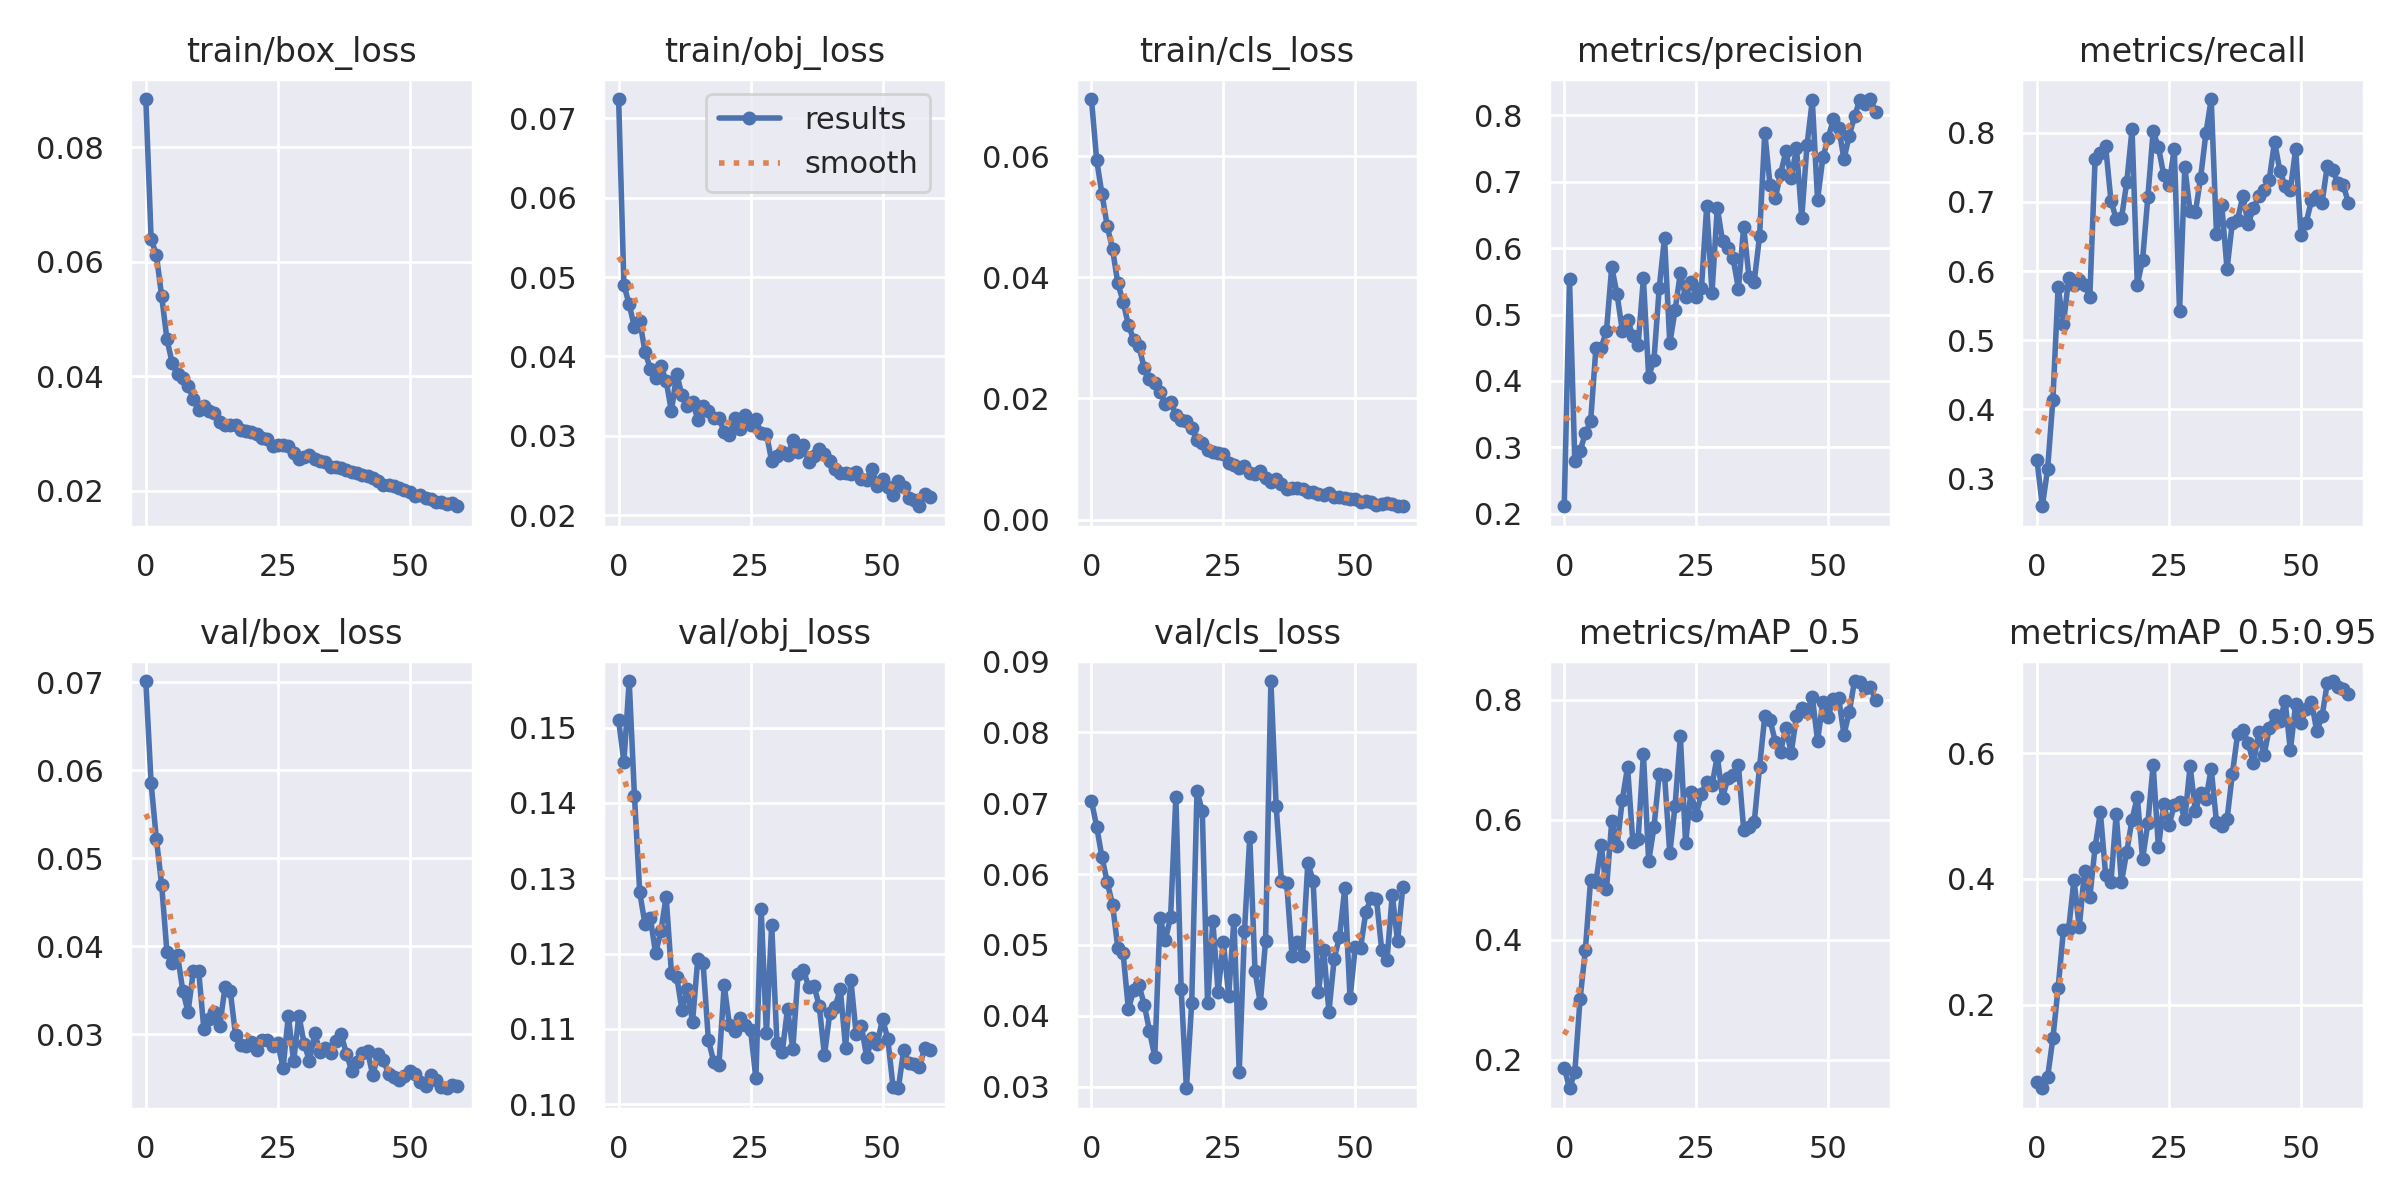 train/box_loss
0.08
0.06
0.04
0.02
0 25 50
train/obj_loss
results
smooth
0.07
0.06
0.05
0.04
0.03
0.02
0 25 50
train/cls_loss
0.06
0.04
0.02
0.00
0 25 50
metrics/precision
0.8
0.7
0.6
0.5
0.4
0.3
0.2
0 25 50
metrics/recall
0.8
0.7
0.6
0.5
0.4
0.3
0 25 50
val/box_loss
0.07
0.06
0.05
0.04
0.03
0 25 50
val/obj_loss
0.15
0.14
0.13
0.12
0.11
0.10
0 25 50
val/cls_loss
0.09
0.08
0.07
0.06
0.05
0.04
0.03
0 25 50
metrics/mAP_0.5
0.8
0.6
0.4
0.2
0 25 50
metrics/mAP_0.5:0.95
0.6
0.4
0.2
0 25 50